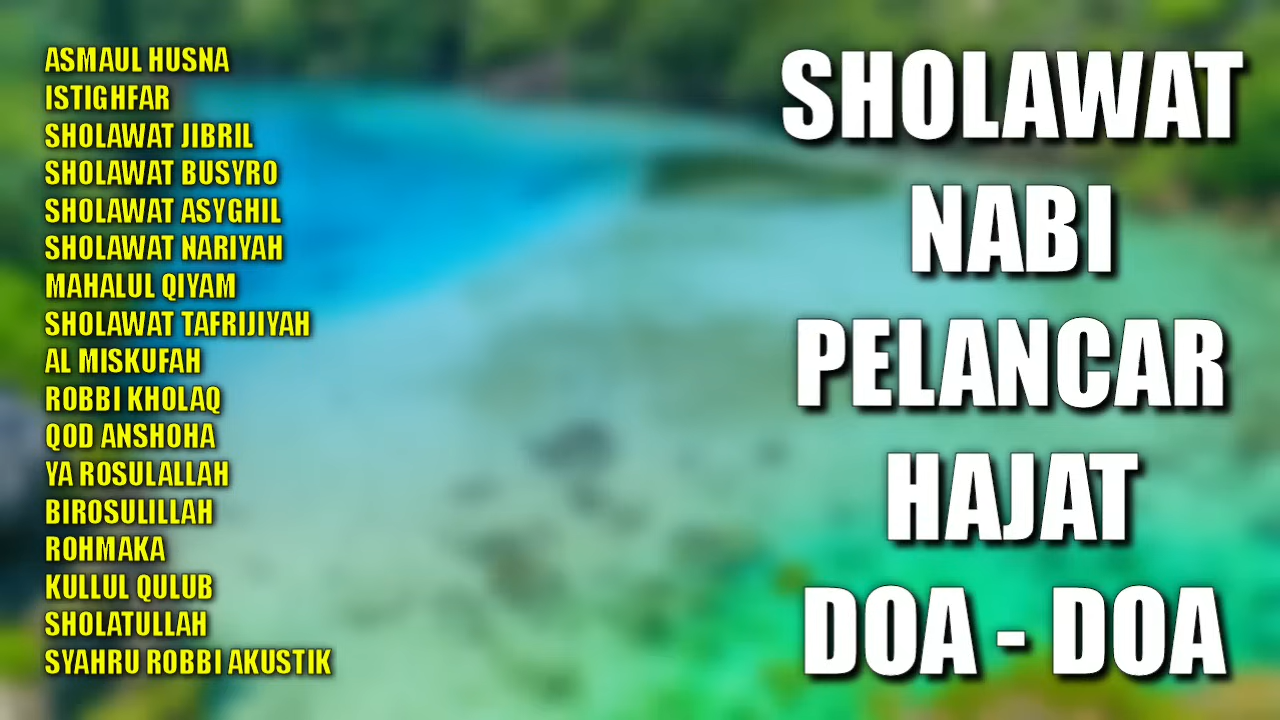 ASMAUL HUSNA
ISTIGHFAR
SHOLAWAT JIBRIL
SHOLAWAT BUSYRO
SHOLAWAT ASYGHIL
SHOLAWAT NARIYAH
MAHALUL QIYAM
SHOLAWAT TAFRIJIYAH
AL MISKUFAH
ROBBI KHOLAQ
QOD ANSHOHA
YA ROSULALLAH
BIROSULILLAH
ROHMAKA
KULLUL QULUB
SHOLATULLAH
SYAHRU ROBBI AKUSTIK
SHOLAWAT
NABI
PELANCAR
HAJAT
DOA - DOA